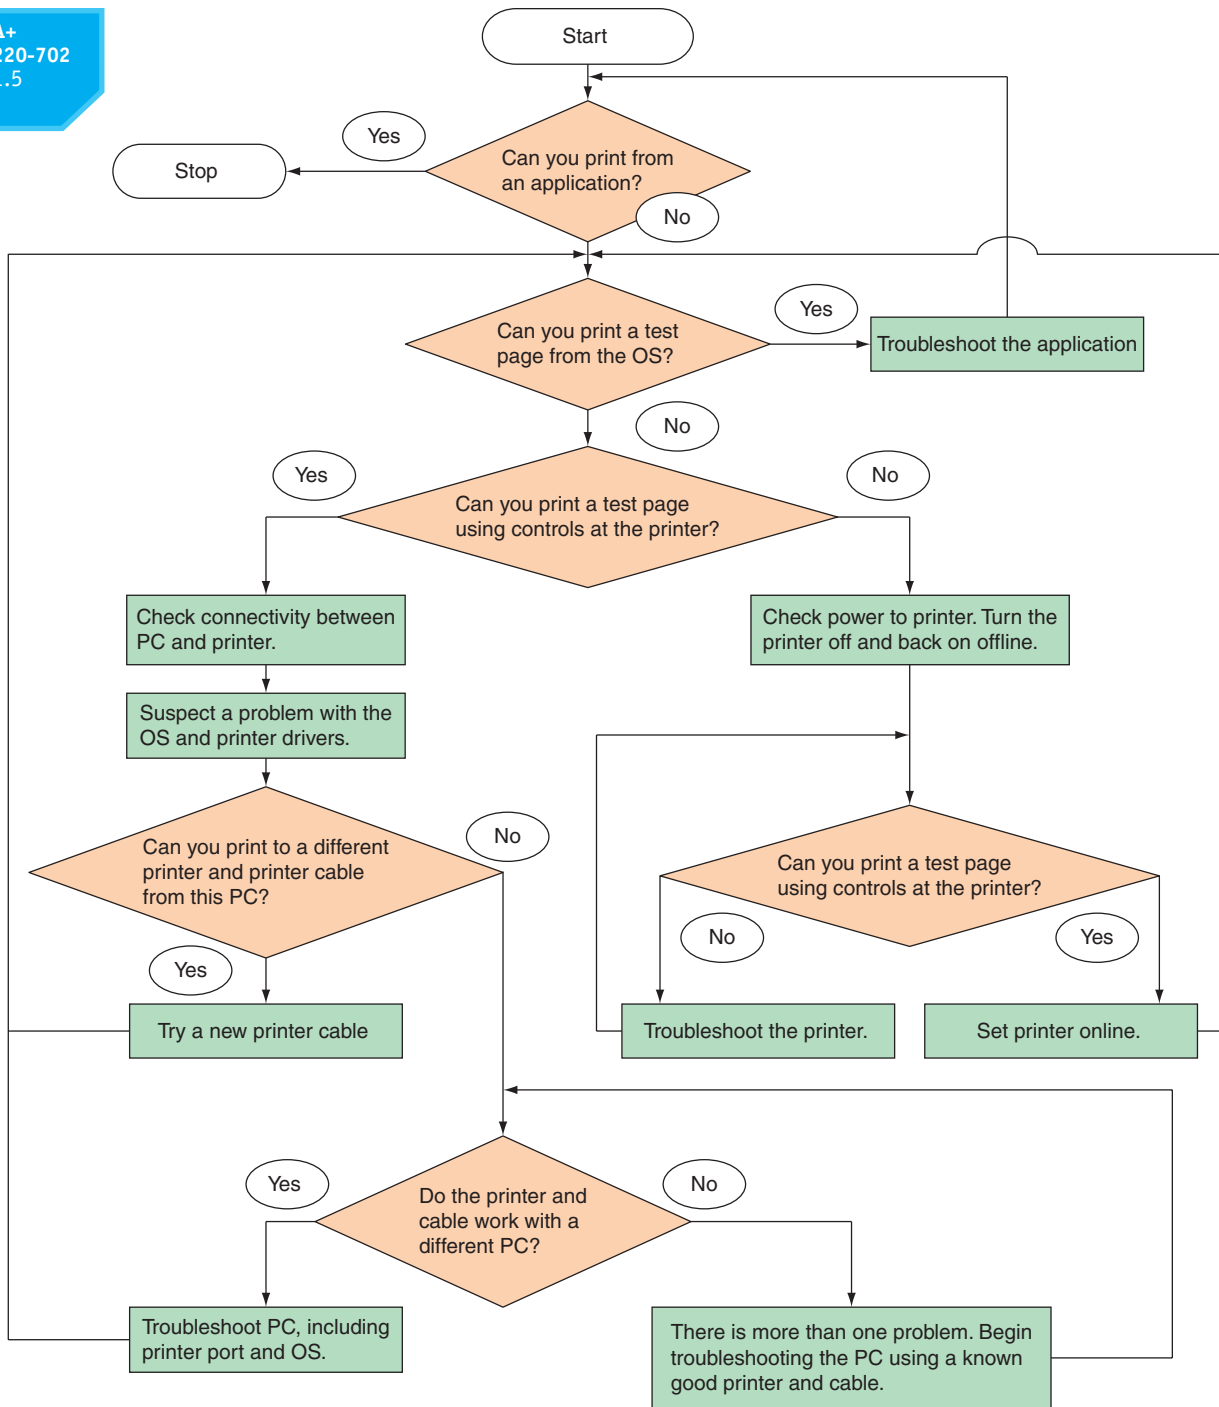 A+
220-702
1.5
Start
Yes
Can you print from
an application?
Stop
No
Can you print a test
page from the OS?
Yes
Troubleshoot the application
No
Yes
Can you print a test page
using controls at the printer?
No
Check connectivity between
PC and printer.
Check power to printer. Turn the
printer off and back on offline.
Suspect a problem with the
OS and printer drivers.
Can you print to a different
printer and printer cable
from this PC?
No
Can you print a test page
using controls at the printer?
No
Yes
Yes
Try a new printer cable
Troubleshoot the printer.
Set printer online.
Yes
Do the printer and
cable work with a
different PC?
No
Troubleshoot PC, including
printer port and OS.
There is more than one problem. Begin
troubleshooting the PC using a known
good printer and cable.